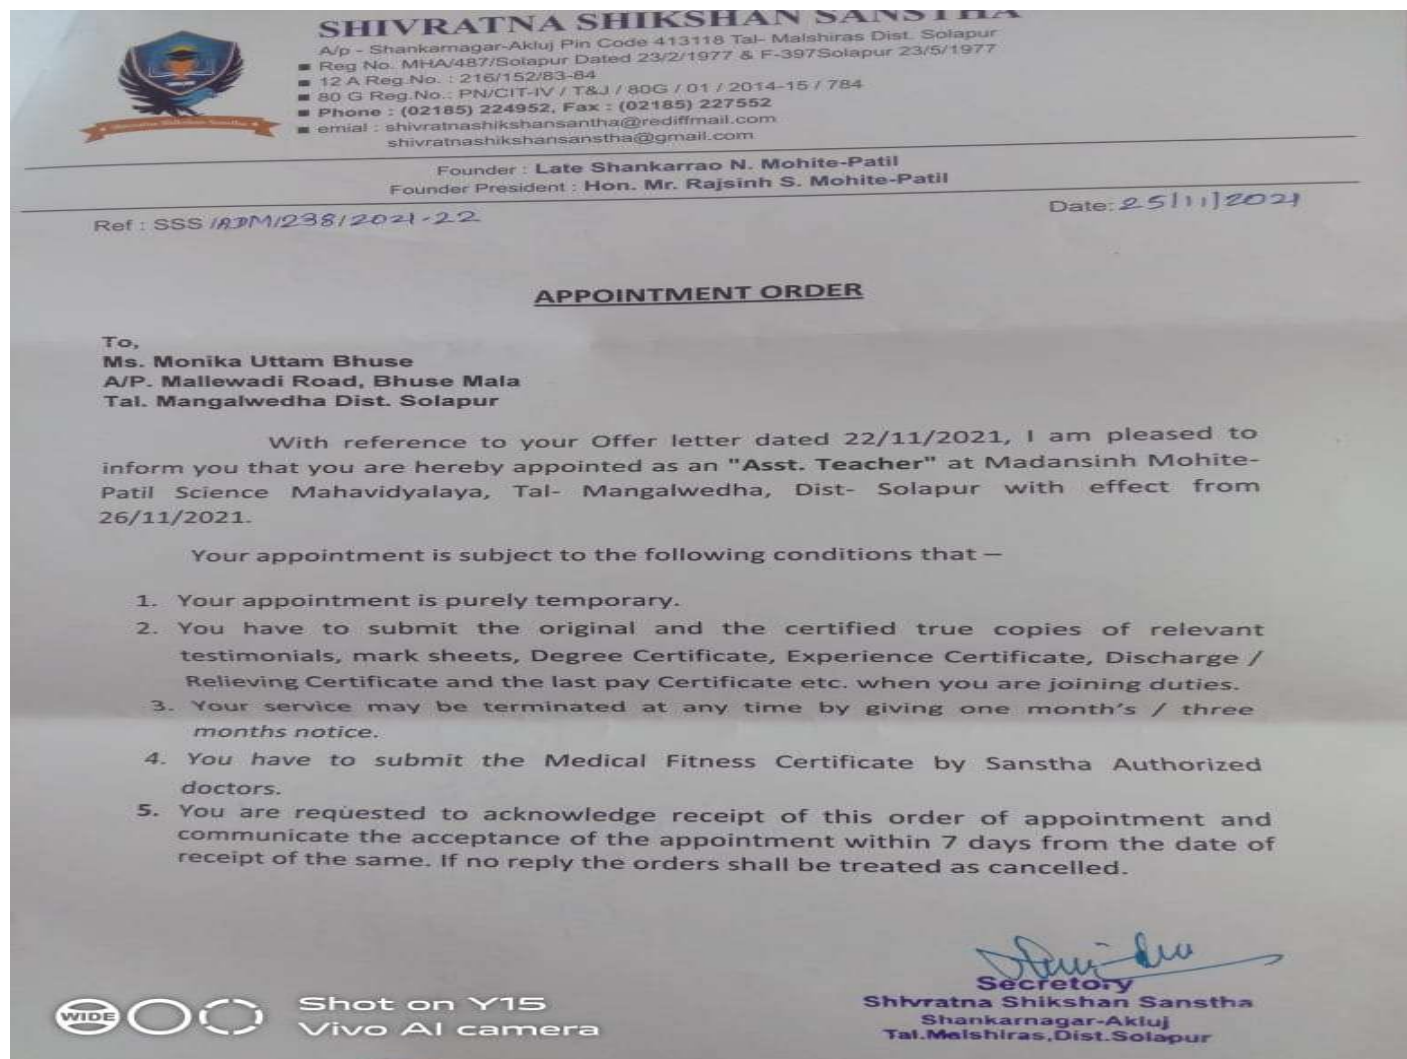 SHIVRATNA SHIKSHAN SANSTHA
A/p - Shankarnagar-Akluj Pin Code 413118 Tal- Malshiras Dist. Solapur
■ Reg No. MHA/487/Solapur Dated 23/2/1977 & F-397Solapur 23/5/1977
■ 12 A Reg.No. : 216/152/83-84
■ 80 G Reg.No.: PN/CIT-IV / T&J / 80G / 01 / 2014-15 / 784
■ Phone : (02185) 224952, Fax : (02185) 227552
■ emial : shivratnashikshansantha@rediffmail.com
shivratnashikshansanstha@gmail.com
Shivratna Shikshan Sanstha
Founder : Late Shankarrao N. Mohite-Patil
Founder President : Hon. Mr. Rajsinh S. Mohite-Patil
Ref : SSS /ADM/238/2021-22
Date: 25/11/2021
APPOINTMENT ORDER
To,
Ms. Monika Uttam Bhuse
A/P. Mallewadi Road, Bhuse Mala
Tal. Mangalwedha Dist. Solapur
With reference to your Offer letter dated 22/11/2021, I am pleased to
inform you that you are hereby appointed as an "Asst. Teacher" at Madansinh Mohite-
Patil Science Mahavidyalaya, Tal- Mangalwedha, Dist- Solapur with effect from
26/11/2021.
Your appointment is subject to the following conditions that –
1. Your appointment is purely temporary.
2. You have to submit the original and the certified true copies of relevant
testimonials, mark sheets, Degree Certificate, Experience Certificate, Discharge /
Relieving Certificate and the last pay Certificate etc. when you are joining duties.
3. Your service may be terminated at any time by giving one month's / three
months notice.
4. You have to submit the Medical Fitness Certificate by Sanstha Authorized
doctors.
5. You are requested to acknowledge receipt of this order of appointment and
communicate the acceptance of the appointment within 7 days from the date of
receipt of the same. If no reply the orders shall be treated as cancelled.
Secretory
Shivratna Shikshan Sanstha
Shankarnagar-Akluj
Tal.Malshiras,Dist.Solapur
WIDE
Shot on Y15
Vivo AI camera